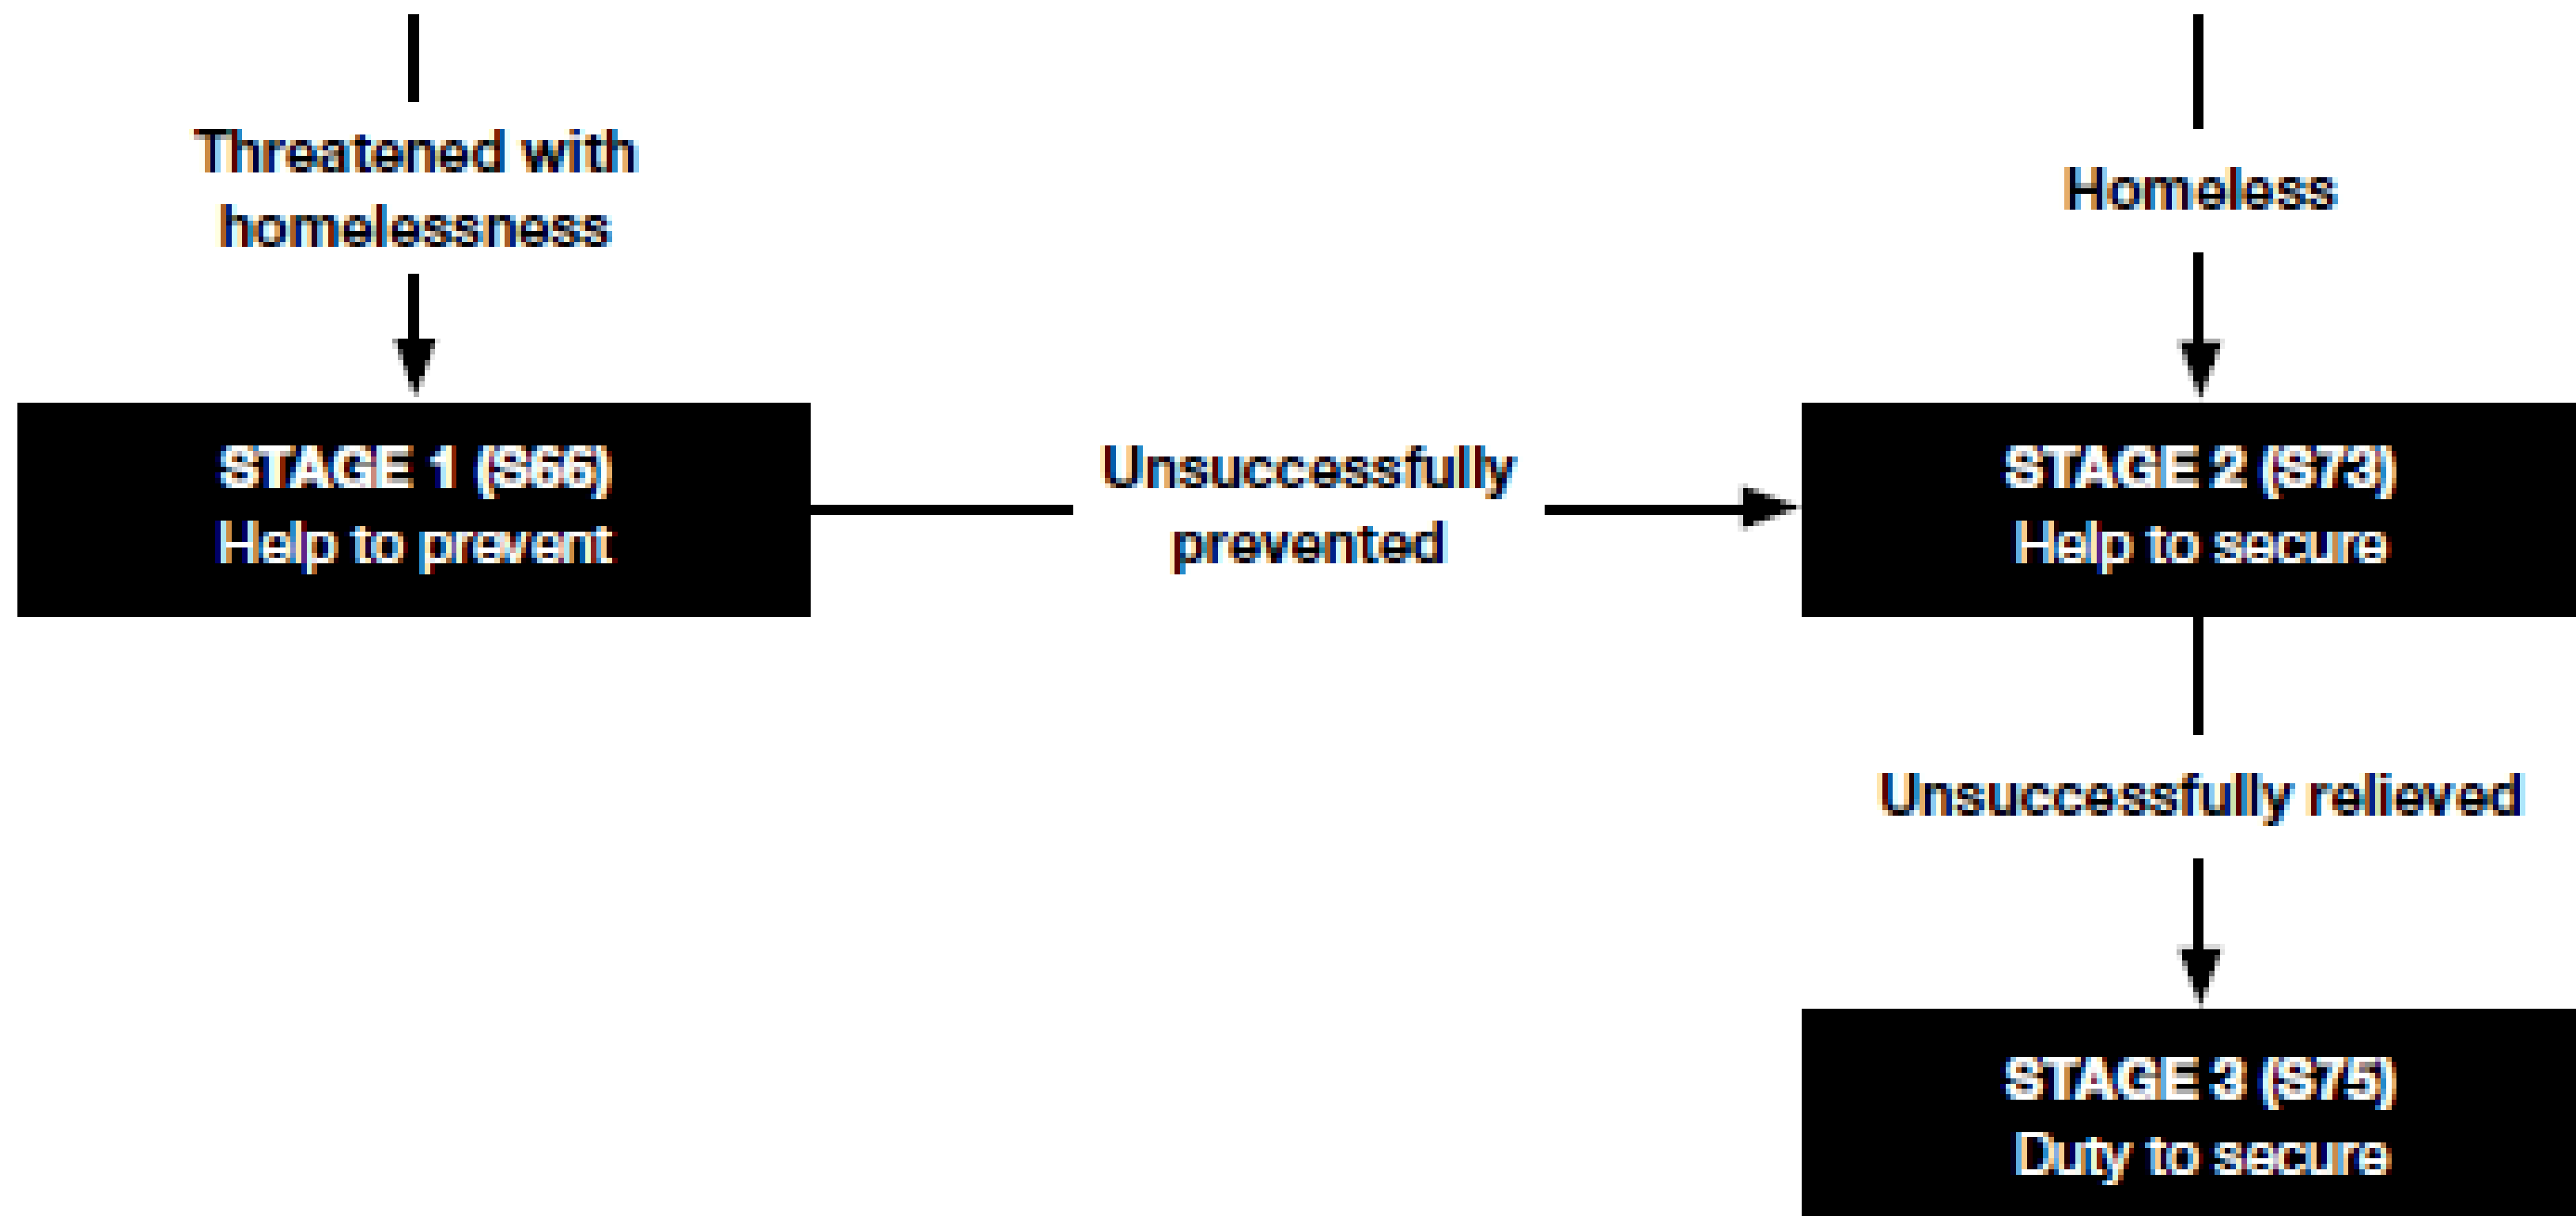 Threatened with
homelessness
Homeless
STAGE 1 (S66)
Help to prevent
Unsuccessfully
prevented
STAGE 2 (S73)
Help to secure
Unsuccessfully relieved
STAGE 3 (S75)
Duty to secure